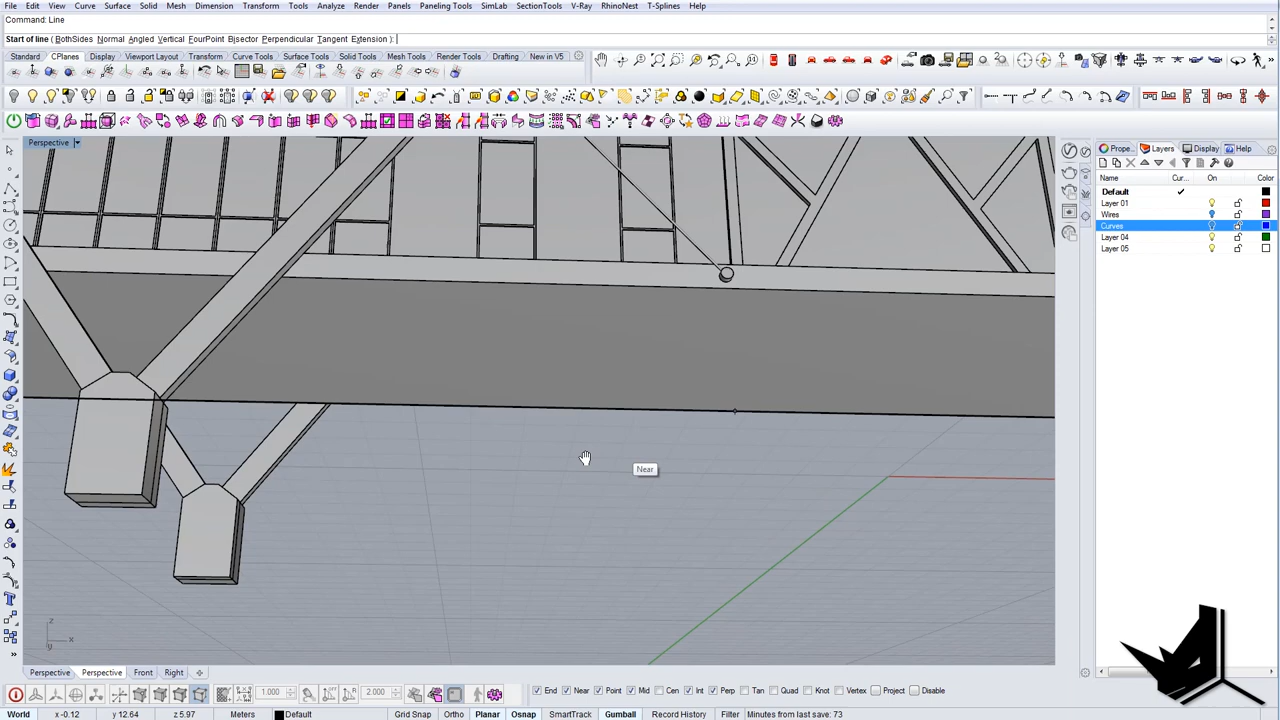 File Edit View Curve Surface Solid Mesh Dimension Transform Tools Analyze Render Panels Paneling Tools SimLab SectionTools V-Ray RhinoNest T-Splines Help
Command: Line
Start of line ( BothSides Normal Angled Vertical FourPoint Bisector Perpendicular Tangent Extension ):
Standard CPlanes Display Viewport Layout Transform Curve Tools Surface Tools Solid Tools Mesh Tools Render Tools Drafting New in V5
Perspective
Prope... Layers Display Help
Name Cur... On Color
Default
Layer 01
Wires
Curves
Layer 04
Layer 05
Near
z
x
y
Perspective Perspective Front Right
1.000 2.000 End Near Point Mid Cen Int Perp Tan Quad Knot Vertex Project Disable
World x -0.12 y 12.64 z 5.97 Meters Default Grid Snap Ortho Planar Osnap SmartTrack Gumball Record History Filter Minutes from last save: 73